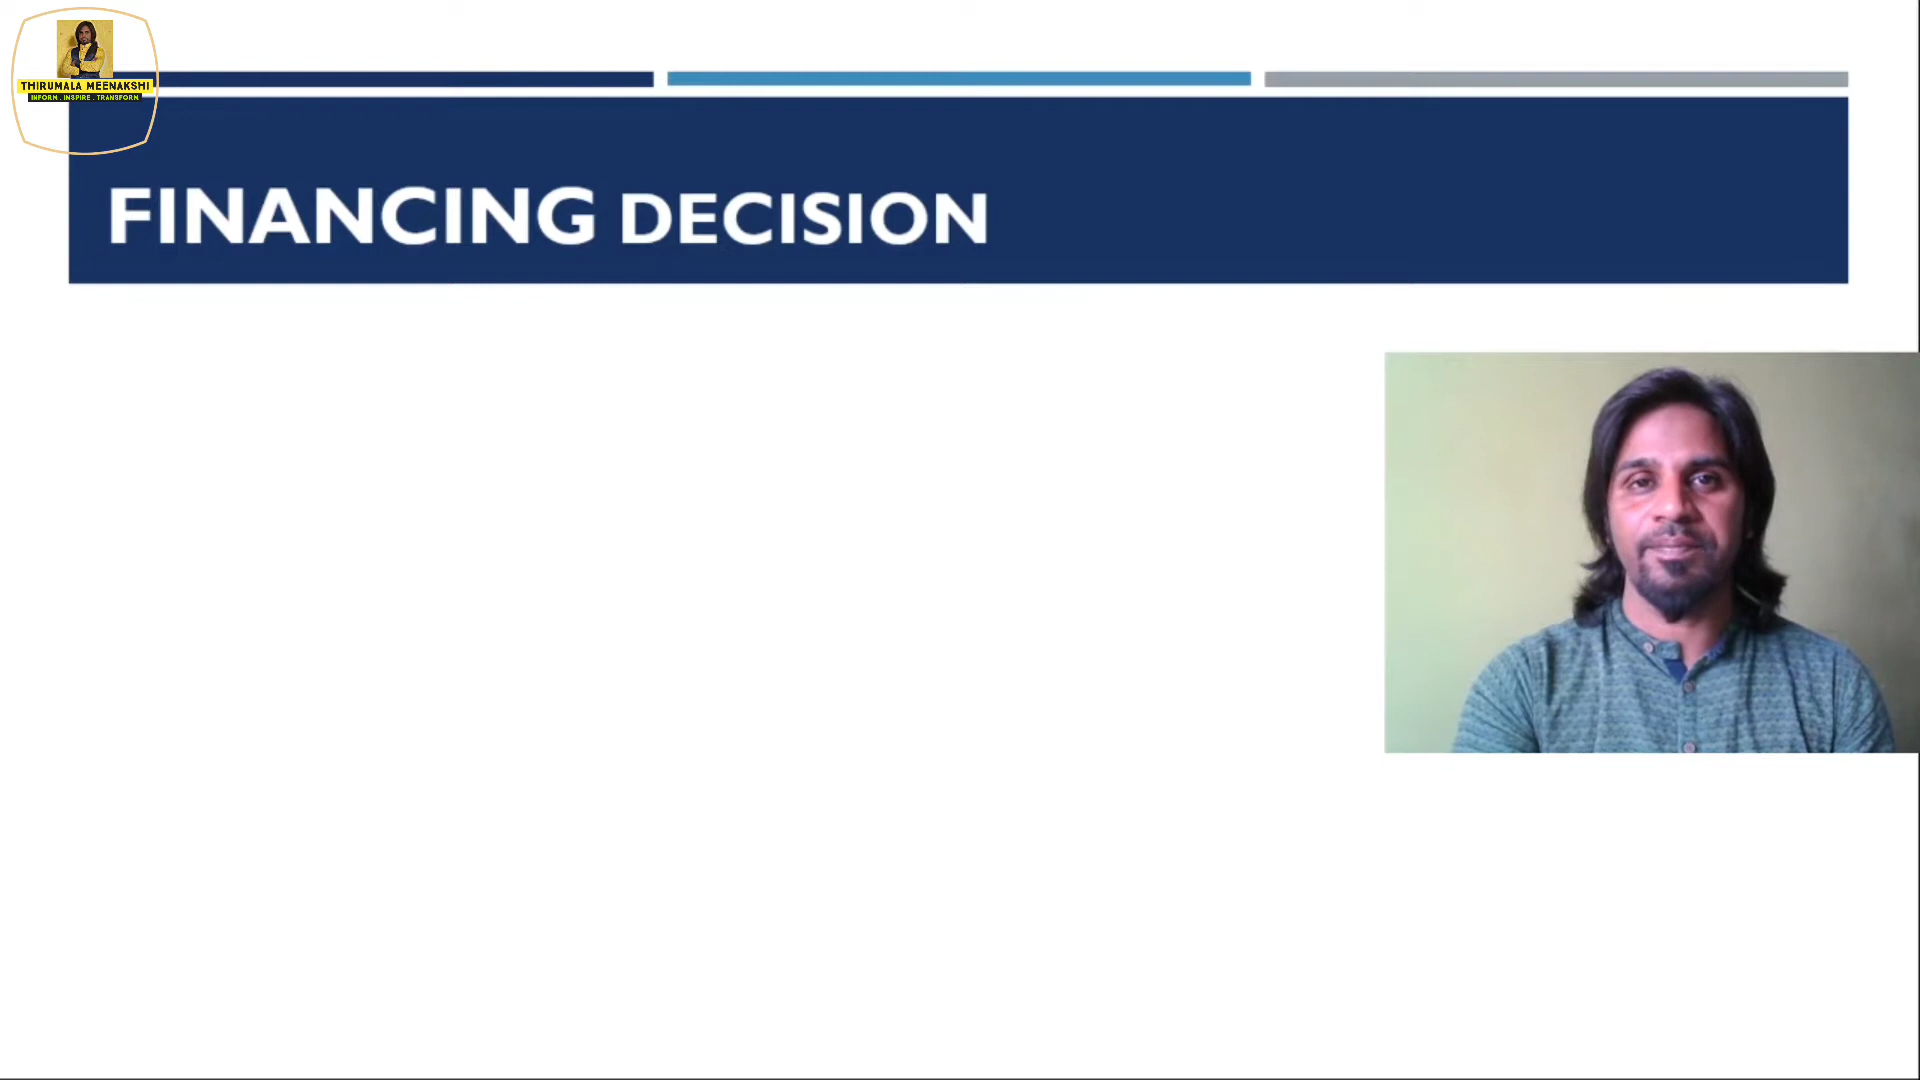 THIRUMALA MEENAKSHI
INFORM . INSPIRE . TRANSFORM.
FINANCING DECISION